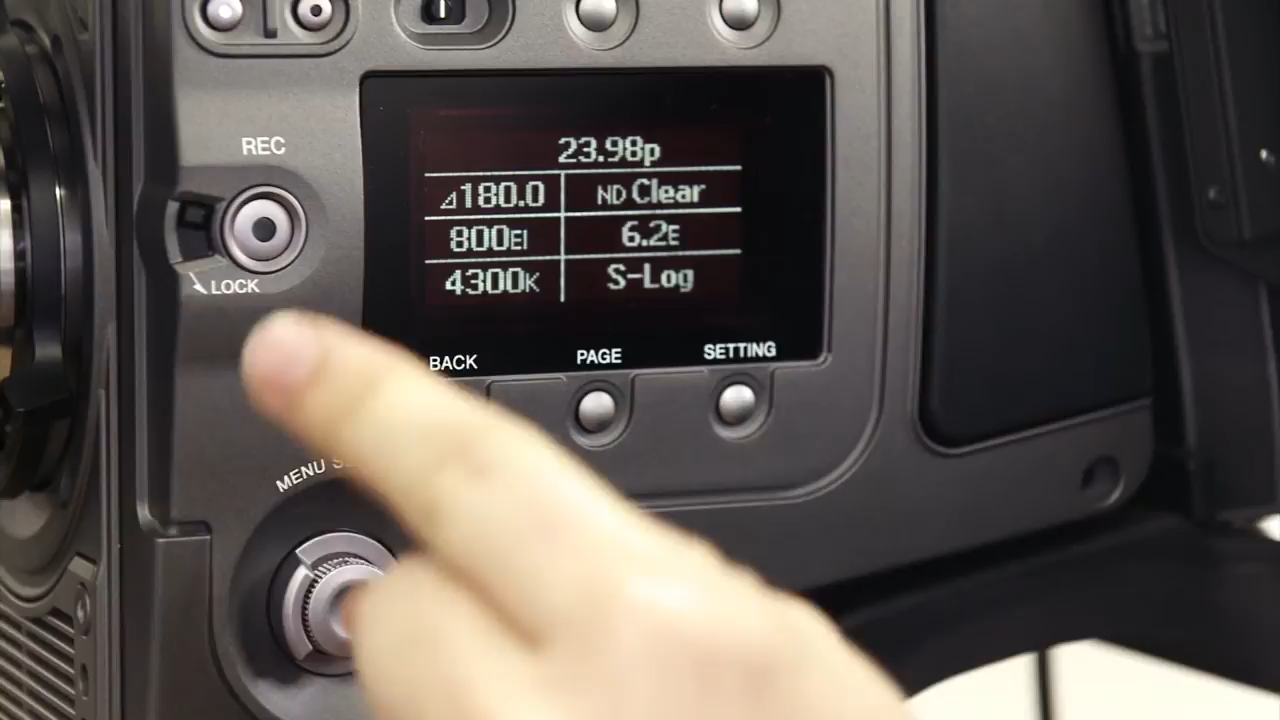 REC
LOCK
23.98p
⊿180.0
ND Clear
800EI
6.2E
4300K
S-Log
BACK
PAGE
SETTING
MENU